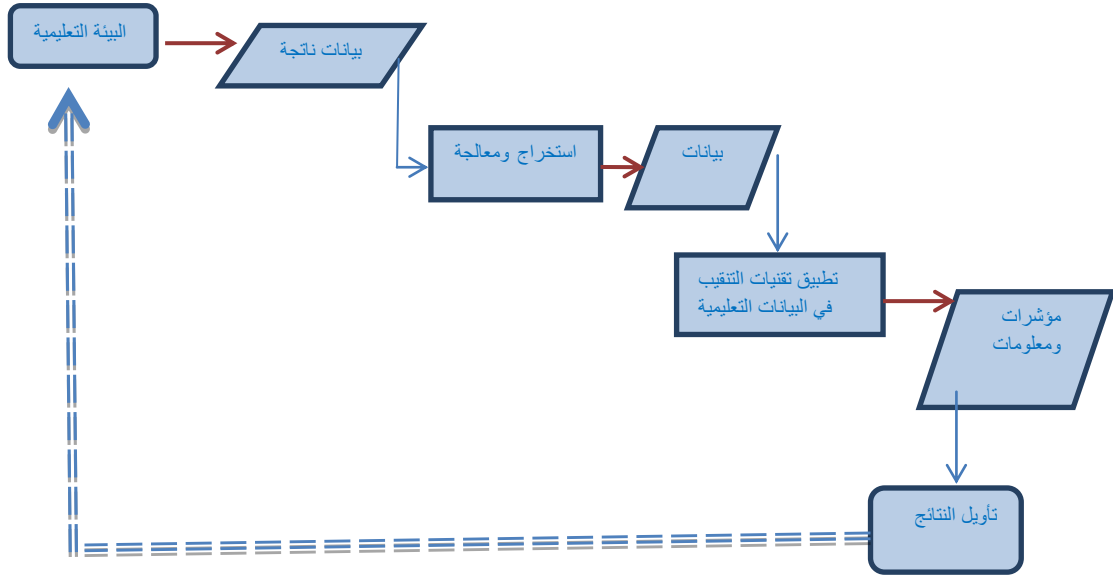 البيئة التعليمية
بيانات ناتجة
استخراج ومعالجة
بيانات
تطبيق تقنيات التنقيب
في البيانات التعليمية
مؤشرات
ومعلومات
تأويل النتائج